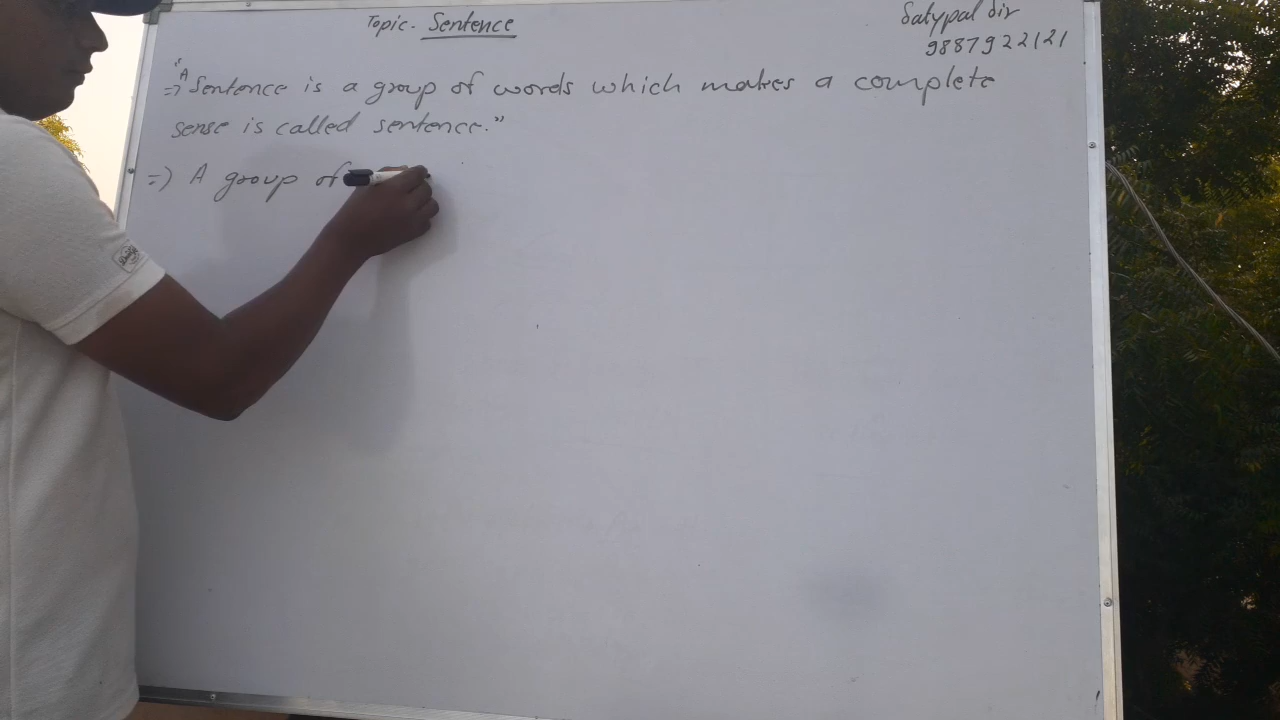 Topic. Sentence
Satypal Sir
9887922121
"A
=> Sentence is a group of words which makes a complete
sense is called sentence."
=> A group of